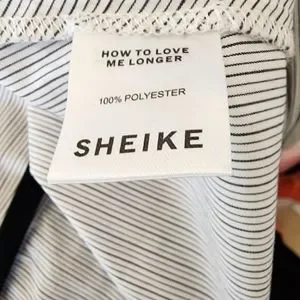 HOW TO LOVE
ME LONGER
100% POLYESTER
SHEIKE